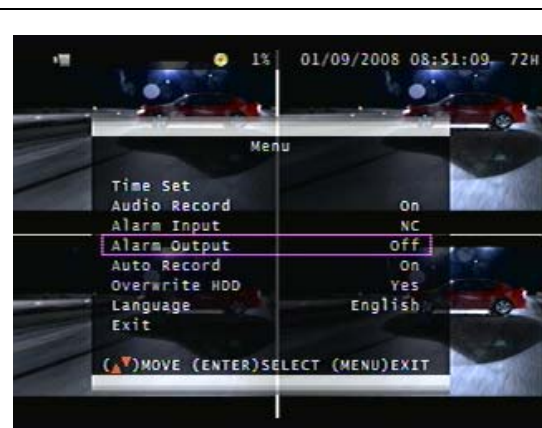 1% 01/09/2008 08:51:09 72H
Menu
Time Set
Audio Record On
Alarm Input NC
Alarm Output Off
Auto Record On
Overwrite HDD Yes
Language English
Exit
(▲▼)MOVE (ENTER)SELECT (MENU)EXIT